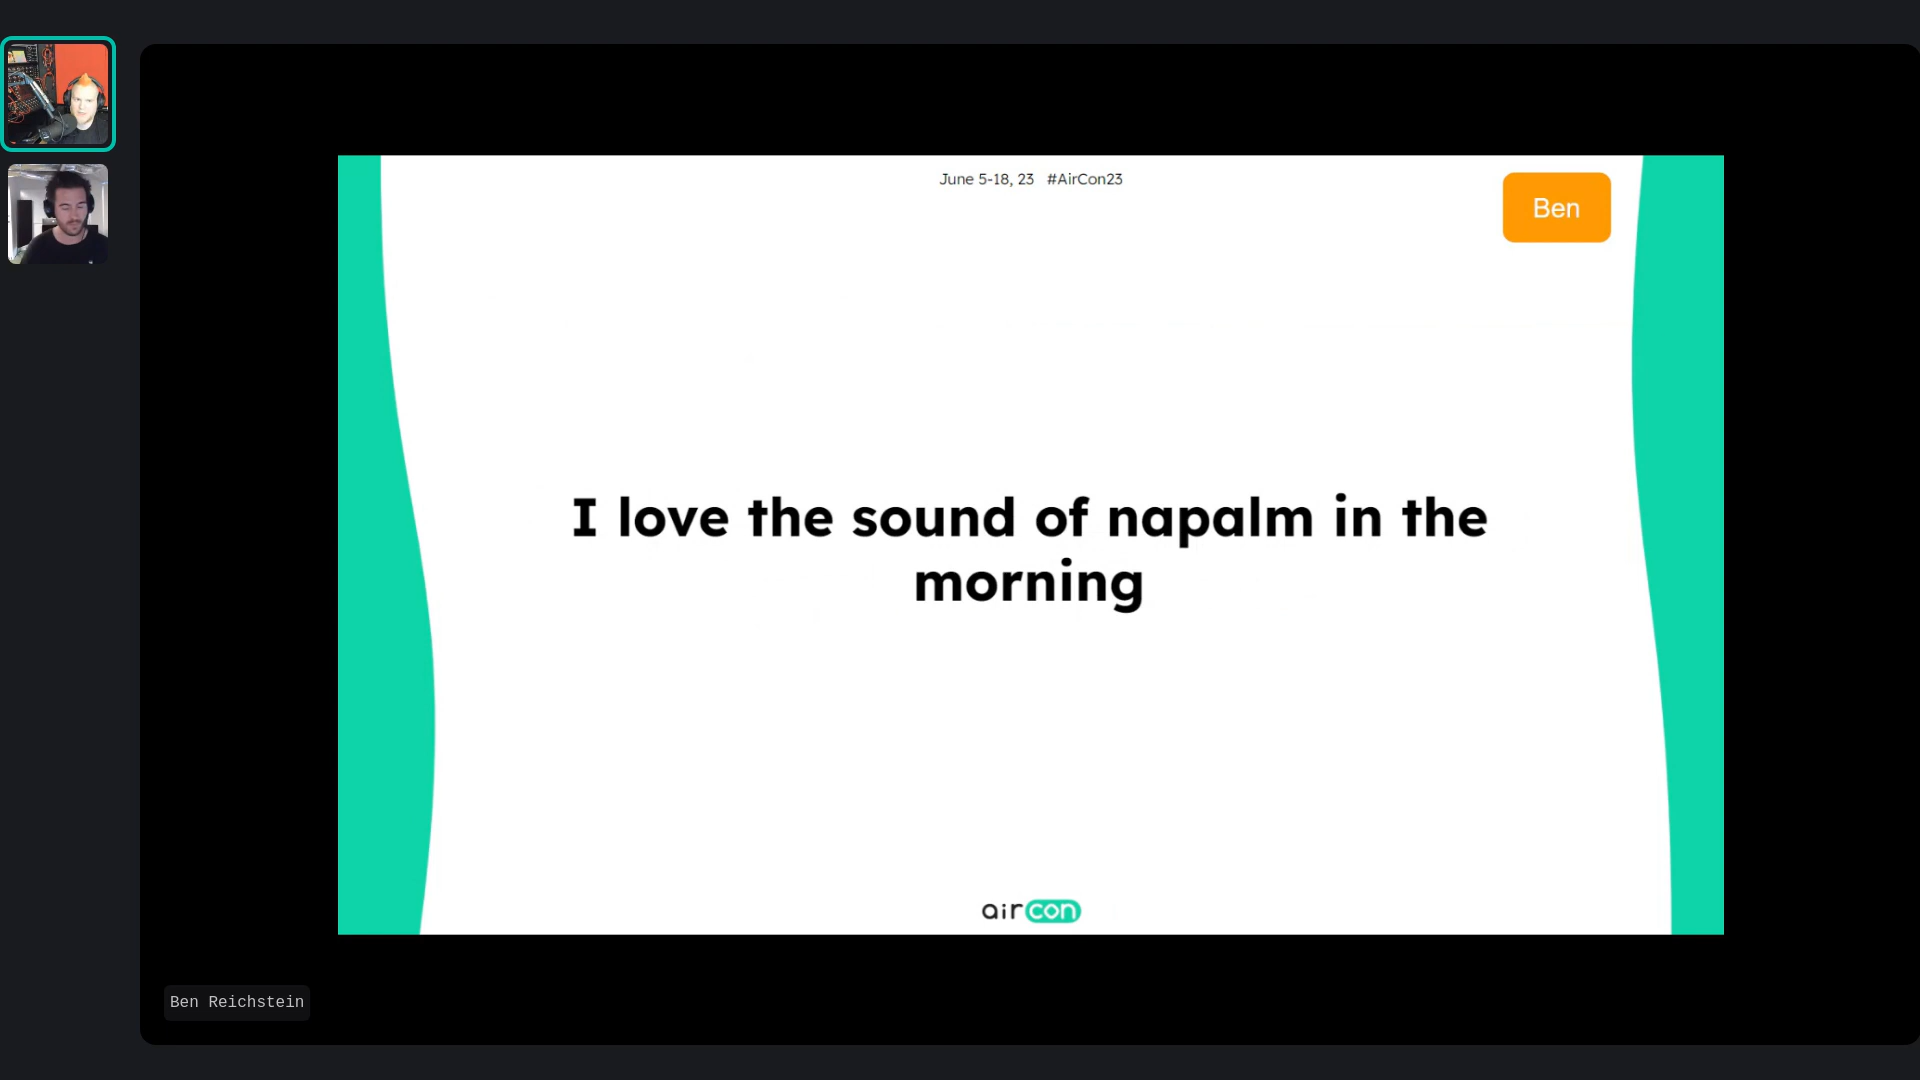 June 5-18, 23 #AirCon23
Ben
I love the sound of napalm in the
morning
aircon
Ben Reichstein